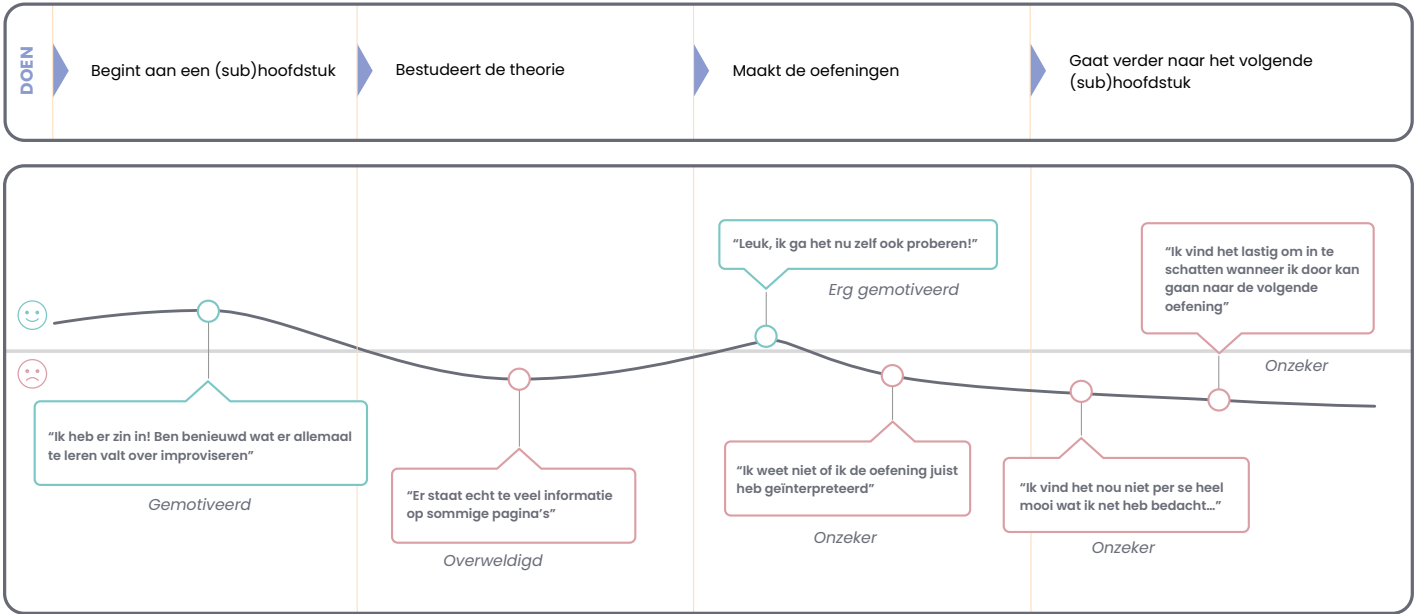 DOEN
Begint aan een (sub)hoofdstuk
Bestudeert de theorie
Maakt de oefeningen
Gaat verder naar het volgende
(sub)hoofdstuk
“Ik heb er zin in! Ben benieuwd wat er allemaal
te leren valt over improviseren”
Gemotiveerd
“Er staat echt te veel informatie
op sommige pagina’s”
Overweldigd
“Leuk, ik ga het nu zelf ook proberen!”
Erg gemotiveerd
“Ik weet niet of ik de oefening juist
heb geïnterpreteerd”
Onzeker
“Ik vind het nou niet per se heel
mooi wat ik net heb bedacht...”
Onzeker
“Ik vind het lastig om in te
schatten wanneer ik door kan
gaan naar de volgende
oefening”
Onzeker